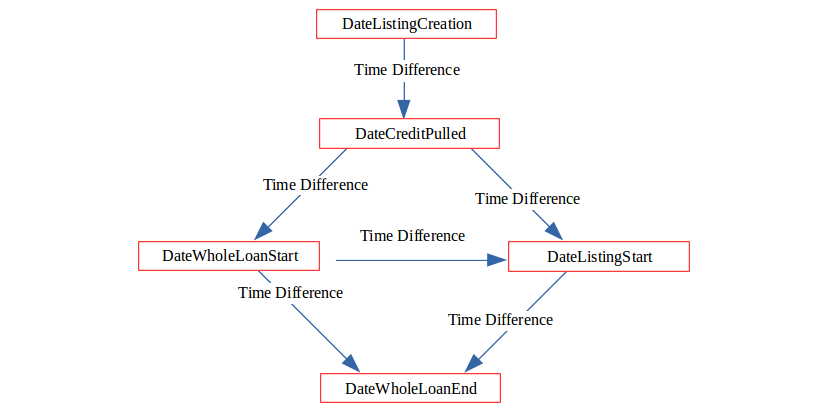 DateListingCreation
Time Difference
DateCreditPulled
Time Difference
Time Difference
Time Difference
DateWholeLoanStart
DateListingStart
Time Difference
Time Difference
DateWholeLoanEnd